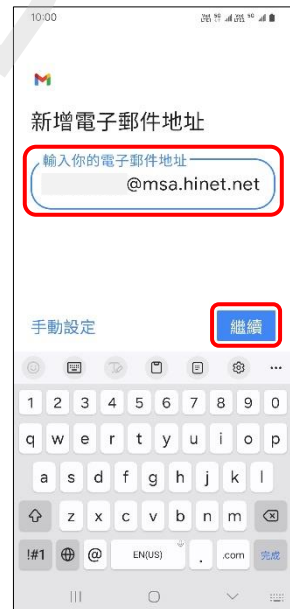 10:00
新增電子郵件地址
輸入你的電子郵件地址
@msa.hinet.net
手動設定
繼續
1 2 3 4 5 6 7 8 9 0
q w e r t y u i o p
a s d f g h j k l
z x c v b n m
!#1 @ EN(US) . .com 完成